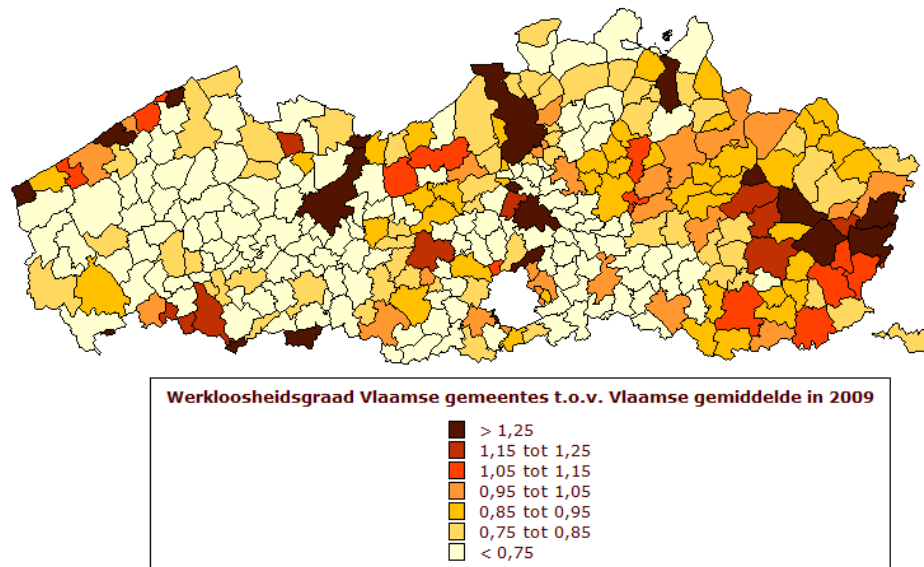 Werkloosheidsgraad Vlaamse gemeentes t.o.v. Vlaamse gemiddelde in 2009
> 1,25
1,15 tot 1,25
1,05 tot 1,15
0,95 tot 1,05
0,85 tot 0,95
0,75 tot 0,85
< 0,75